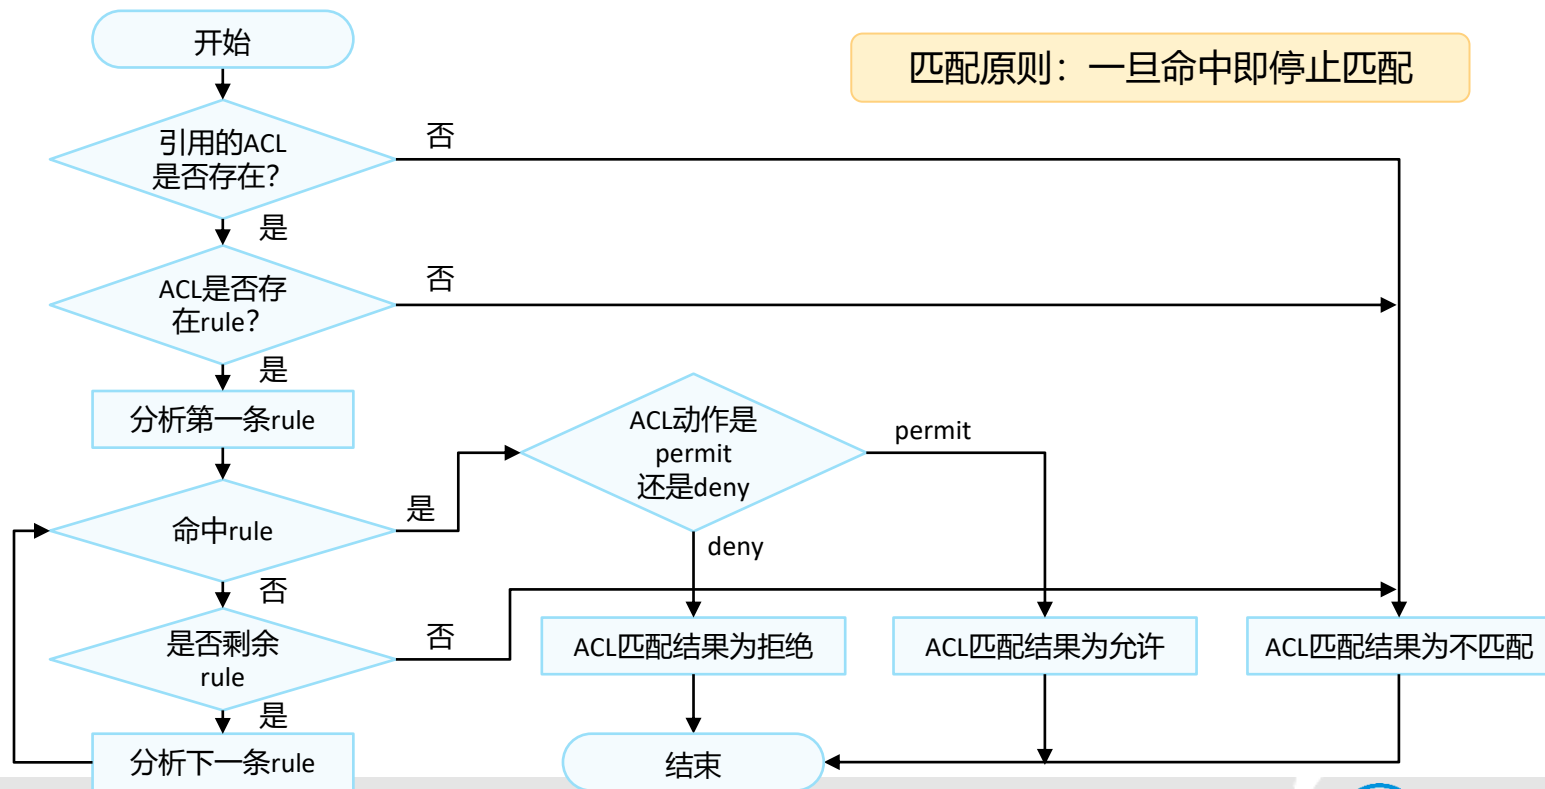 开始
匹配原则：一旦命中即停止匹配
引用的ACL
是否存在？
否
是
ACL是否存
在rule？
否
是
分析第一条rule
命中rule
是
ACL动作是
permit
还是deny
permit
deny
否
是否剩余
rule
否
是
分析下一条rule
ACL匹配结果为拒绝
ACL匹配结果为允许
ACL匹配结果为不匹配
结束